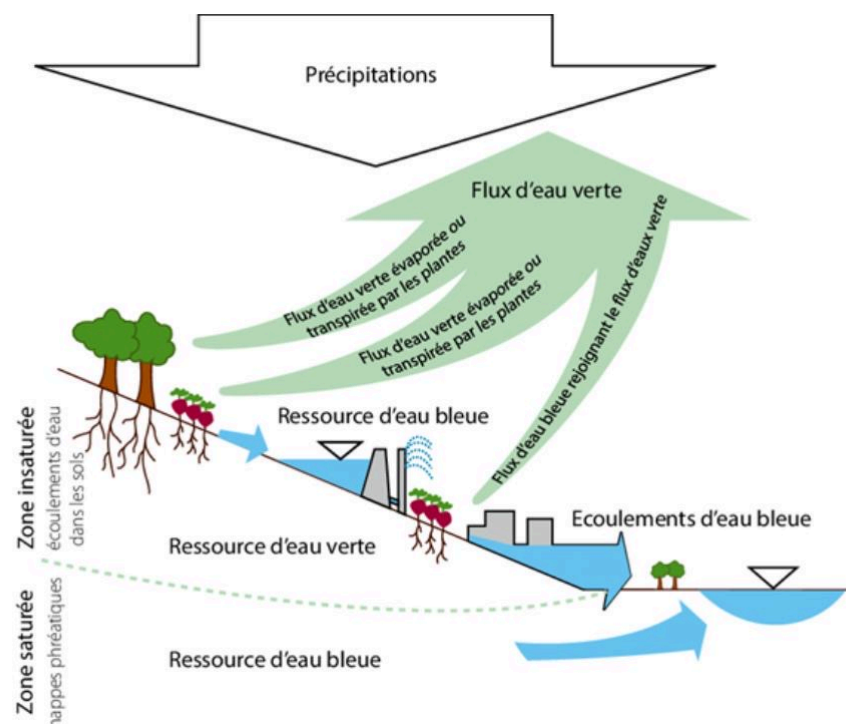 Précipitations
Flux d'eau verte
Flux d'eau verte évaporée ou
transpirée par les plantes
Flux d'eau verte évaporée ou
transpirée par les plantes
Flux d'eau bleue rejoignant le flux d'eaux verte
Ressource d'eau bleue
Zone insaturée
écoulements d'eau
dans les sols
Ecoulements d'eau bleue
Ressource d'eau verte
Zone saturée
nappes phréatiques
Ressource d'eau bleue